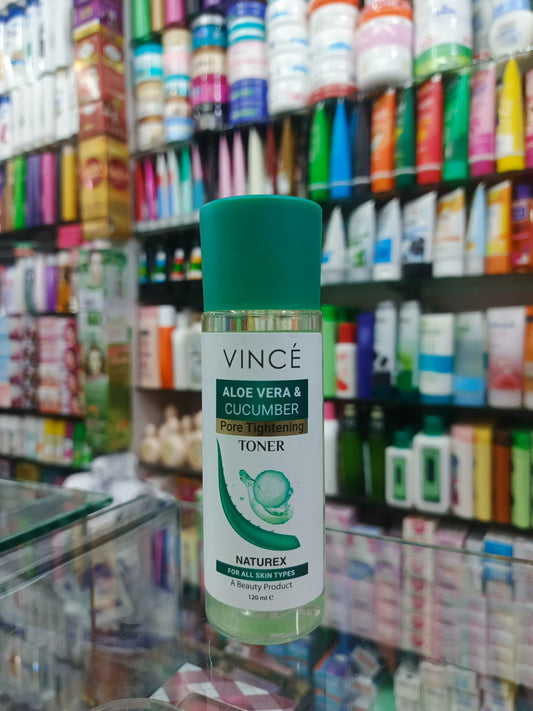 VINCÉ
ALOE VERA &
CUCUMBER
Pore Tightening
TONER
NATUREX
FOR ALL SKIN TYPES
A Beauty Product
120 ml ℮